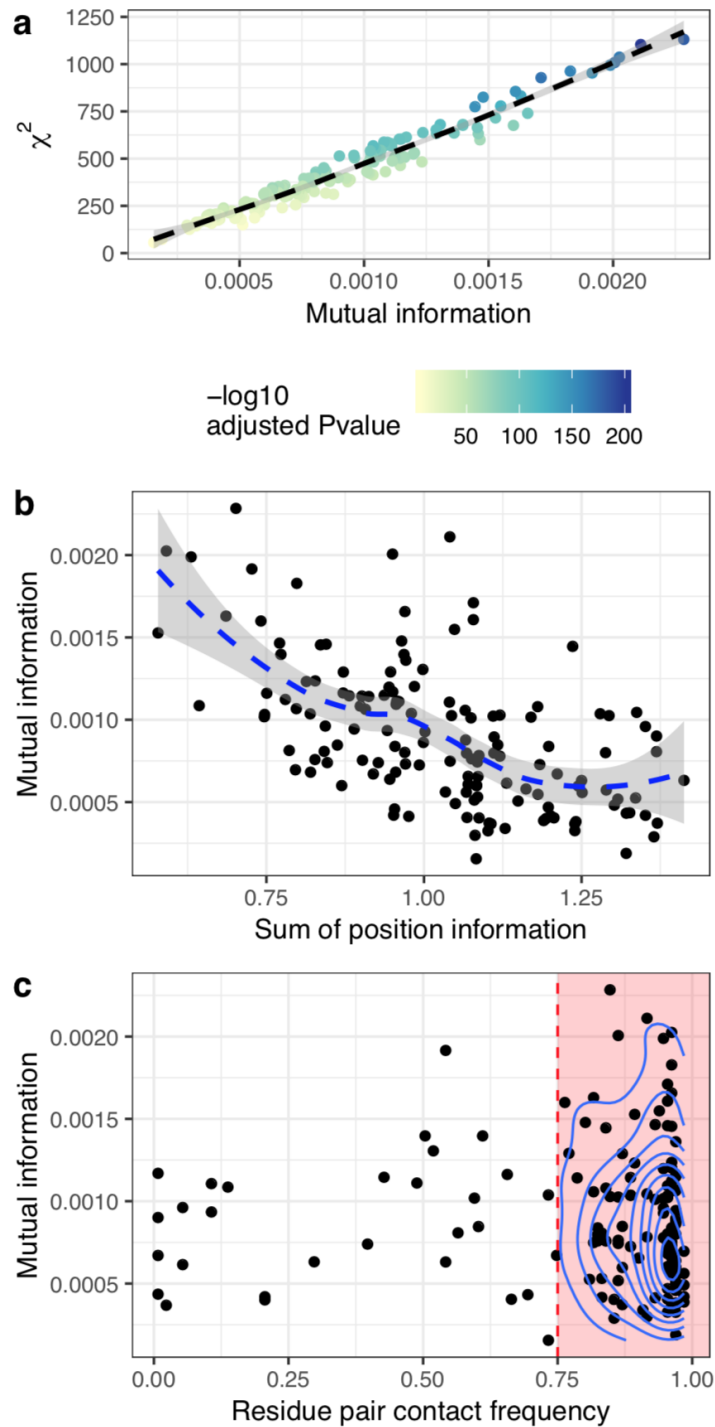 a
1250
1000
750
500
250
0
χ²
0.0005 0.0010 0.0015 0.0020
Mutual information
−log10
adjusted Pvalue
50 100 150 200
b
0.0020
0.0015
0.0010
0.0005
Mutual information
0.75 1.00 1.25
Sum of position information
c
0.0020
0.0015
0.0010
0.0005
Mutual information
0.00 0.25 0.50 0.75 1.00
Residue pair contact frequency